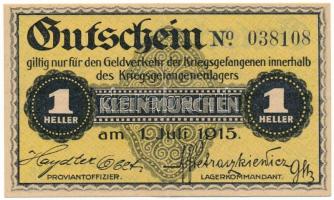 Gutschein No. 038108
giltig nur für den Geldverkehr der Kriegsgefangenen innerhalb
des Kriegsgefangenenlagers
1 HELLER KLEINMÜNCHEN 1 HELLER
am 1. Juli 1915.
PROVIANTOFFIZIER. LAGERKOMMANDANT.